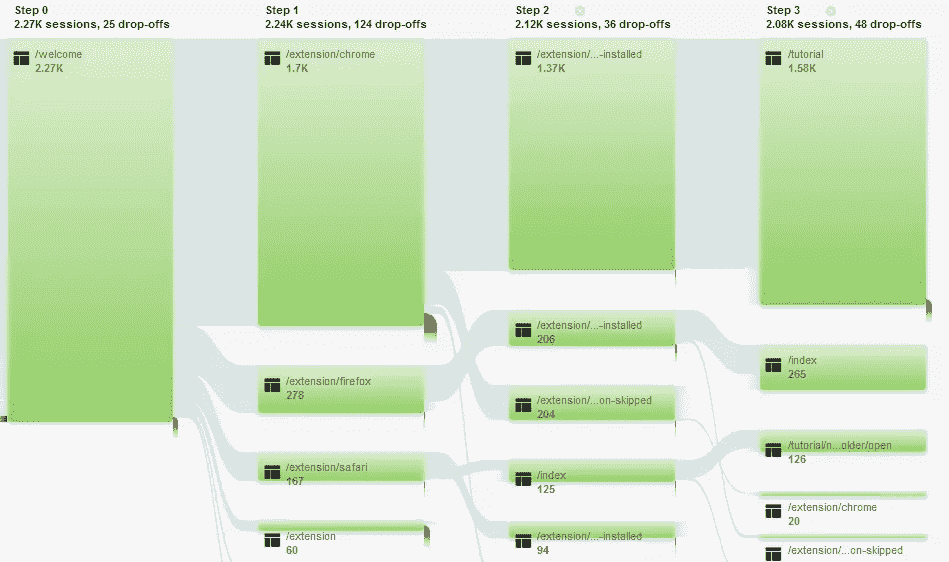 Step 0
2.27K sessions, 25 drop-offs
/welcome
2.27K
Step 1
2.24K sessions, 124 drop-offs
/extension/chrome
1.7K
/extension/firefox
278
/extension/safari
167
/extension
60
Step 2
2.12K sessions, 36 drop-offs
/extension/...-installed
1.37K
/extension/...-installed
206
/extension/...on-skipped
204
/index
125
/extension/...-installed
94
Step 3
2.08K sessions, 48 drop-offs
/tutorial
1.58K
/index
265
/tutorial/n...older/open
126
/extension/chrome
20
/extension/...on-skipped